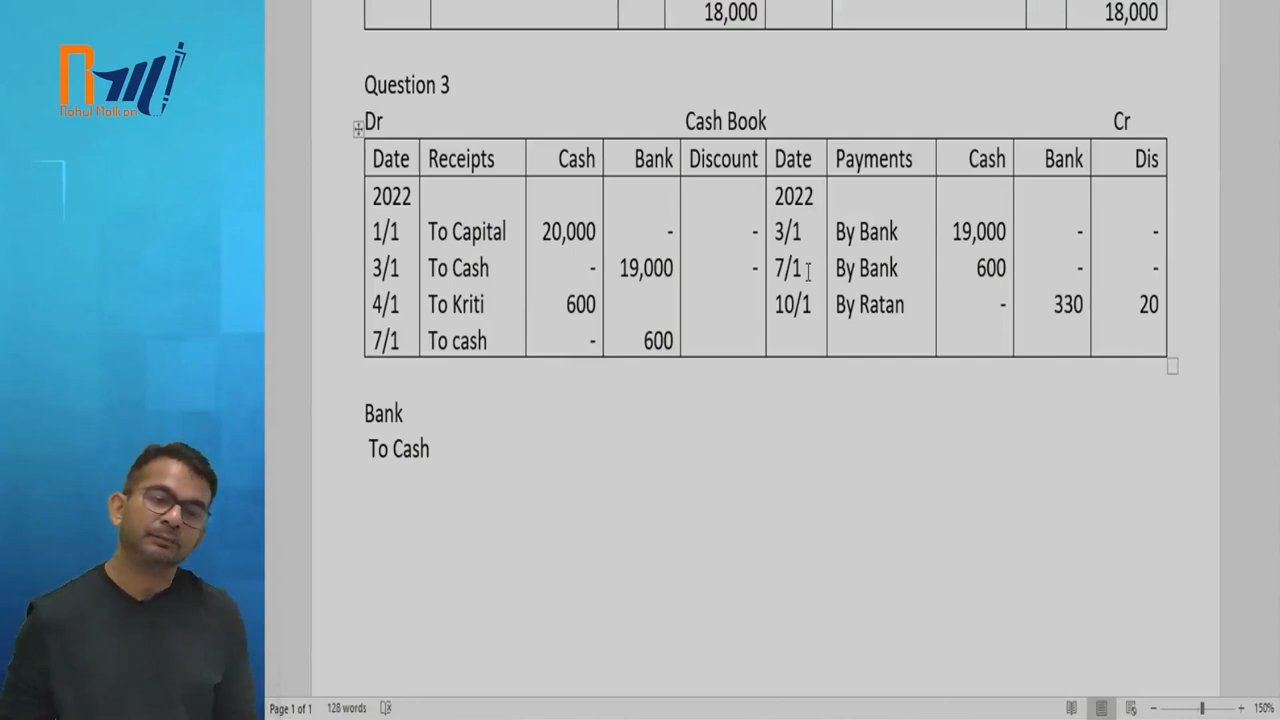 Rahul Malkan
18,000 18,000
Question 3
Dr Cash Book Cr
Date Receipts Cash Bank Discount Date Payments Cash Bank Dis
2022 2022
1/1 To Capital 20,000 - - 3/1 By Bank 19,000 - -
3/1 To Cash - 19,000 - 7/1 By Bank 600 - -
4/1 To Kriti 600 10/1 By Ratan - 330 20
7/1 To cash - 600
Bank
To Cash
Page 1 of 1 128 words 150%